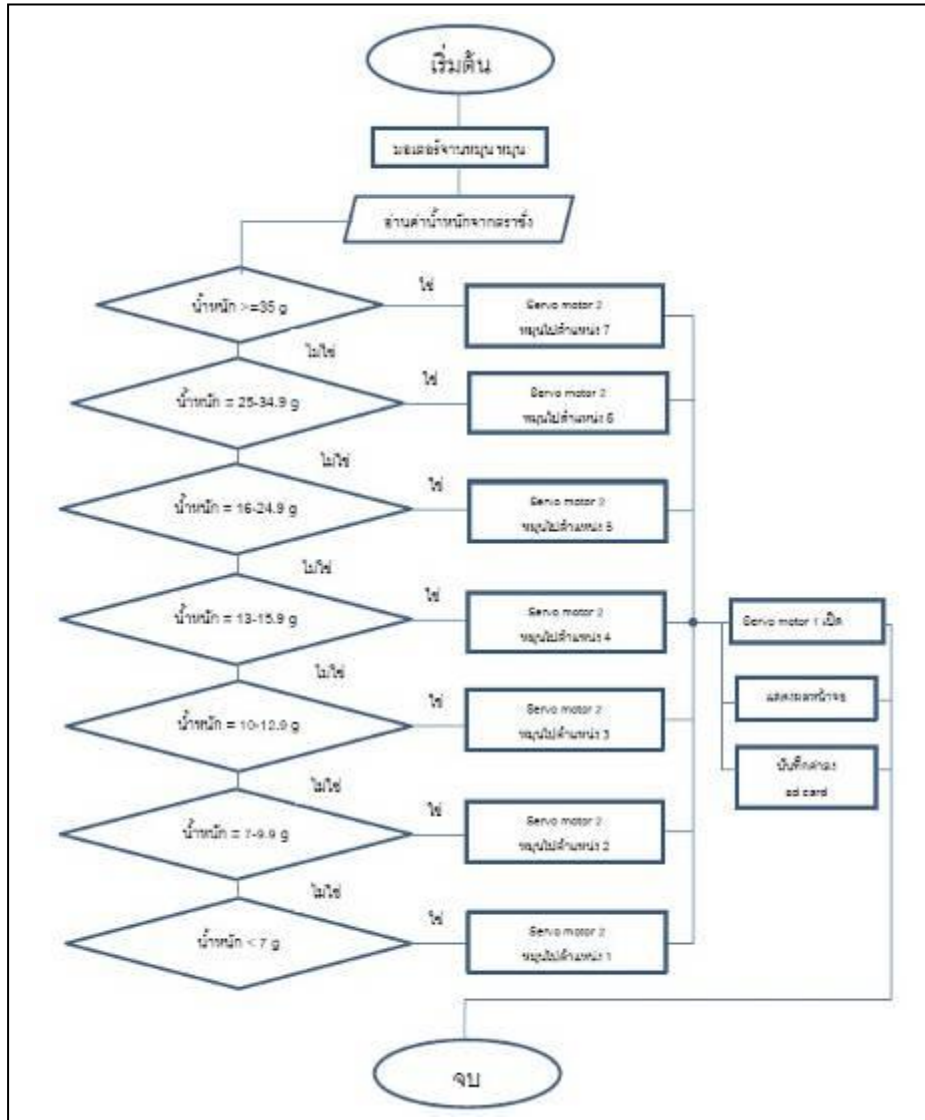 เริ่มต้น
มอเตอร์จานหมุน หมุน
อ่านค่าน้ำหนักจากตราชั่ง
น้ำหนัก >=35 g
ใช่
Servo motor 2
หมุนไปตำแหน่ง 7
ไม่ใช่
น้ำหนัก = 25-34.9 g
ใช่
Servo motor 2
หมุนไปตำแหน่ง 6
ไม่ใช่
น้ำหนัก = 16-24.9 g
ใช่
Servo motor 2
หมุนไปตำแหน่ง 5
ไม่ใช่
น้ำหนัก = 13-15.9 g
ใช่
Servo motor 2
หมุนไปตำแหน่ง 4
Servo motor 1 เปิด
ไม่ใช่
น้ำหนัก = 10-12.9 g
ใช่
Servo motor 2
หมุนไปตำแหน่ง 3
แสดงผลหน้าจอ
บันทึกค่าลง
sd card
ไม่ใช่
น้ำหนัก = 7-9.9 g
ใช่
Servo motor 2
หมุนไปตำแหน่ง 2
ไม่ใช่
น้ำหนัก < 7 g
ใช่
Servo motor 2
หมุนไปตำแหน่ง 1
จบ